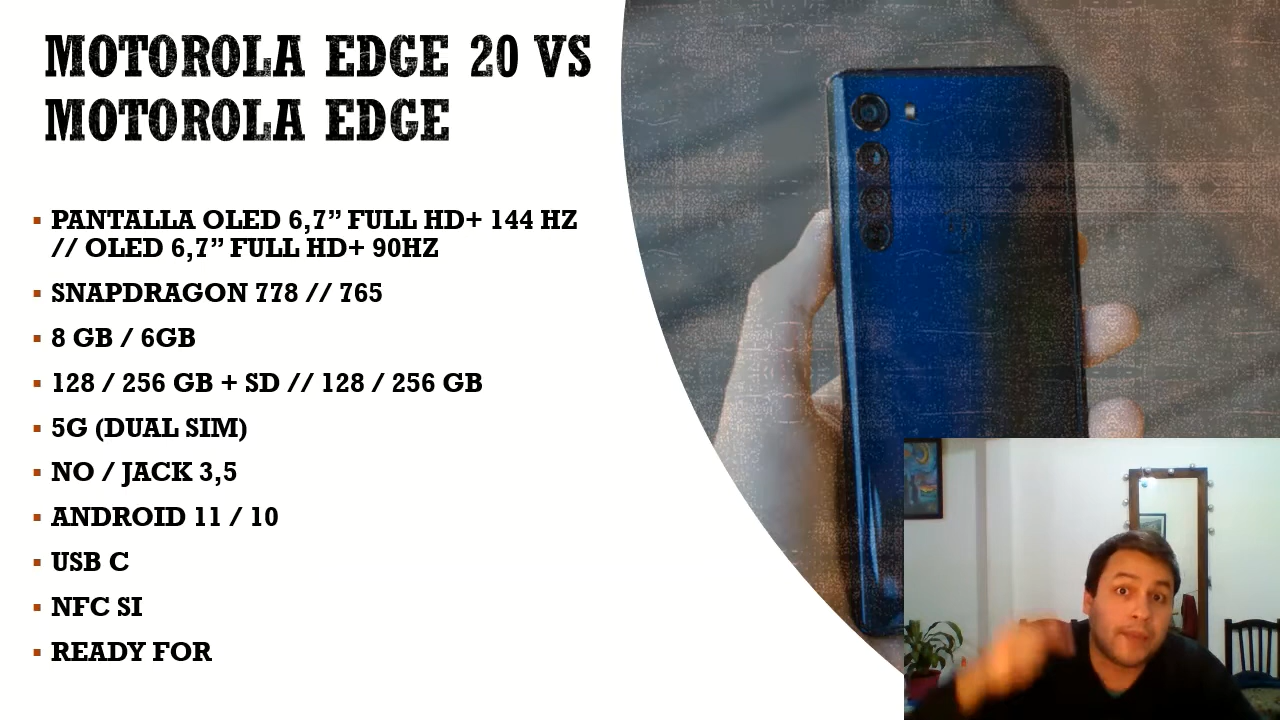 MOTOROLA EDGE 20 VS
MOTOROLA EDGE
PANTALLA OLED 6,7” FULL HD+ 144 HZ
// OLED 6,7” FULL HD+ 90HZ
SNAPDRAGON 778 // 765
8 GB / 6GB
128 / 256 GB + SD // 128 / 256 GB
5G (DUAL SIM)
NO / JACK 3,5
ANDROID 11 / 10
USB C
NFC SI
READY FOR